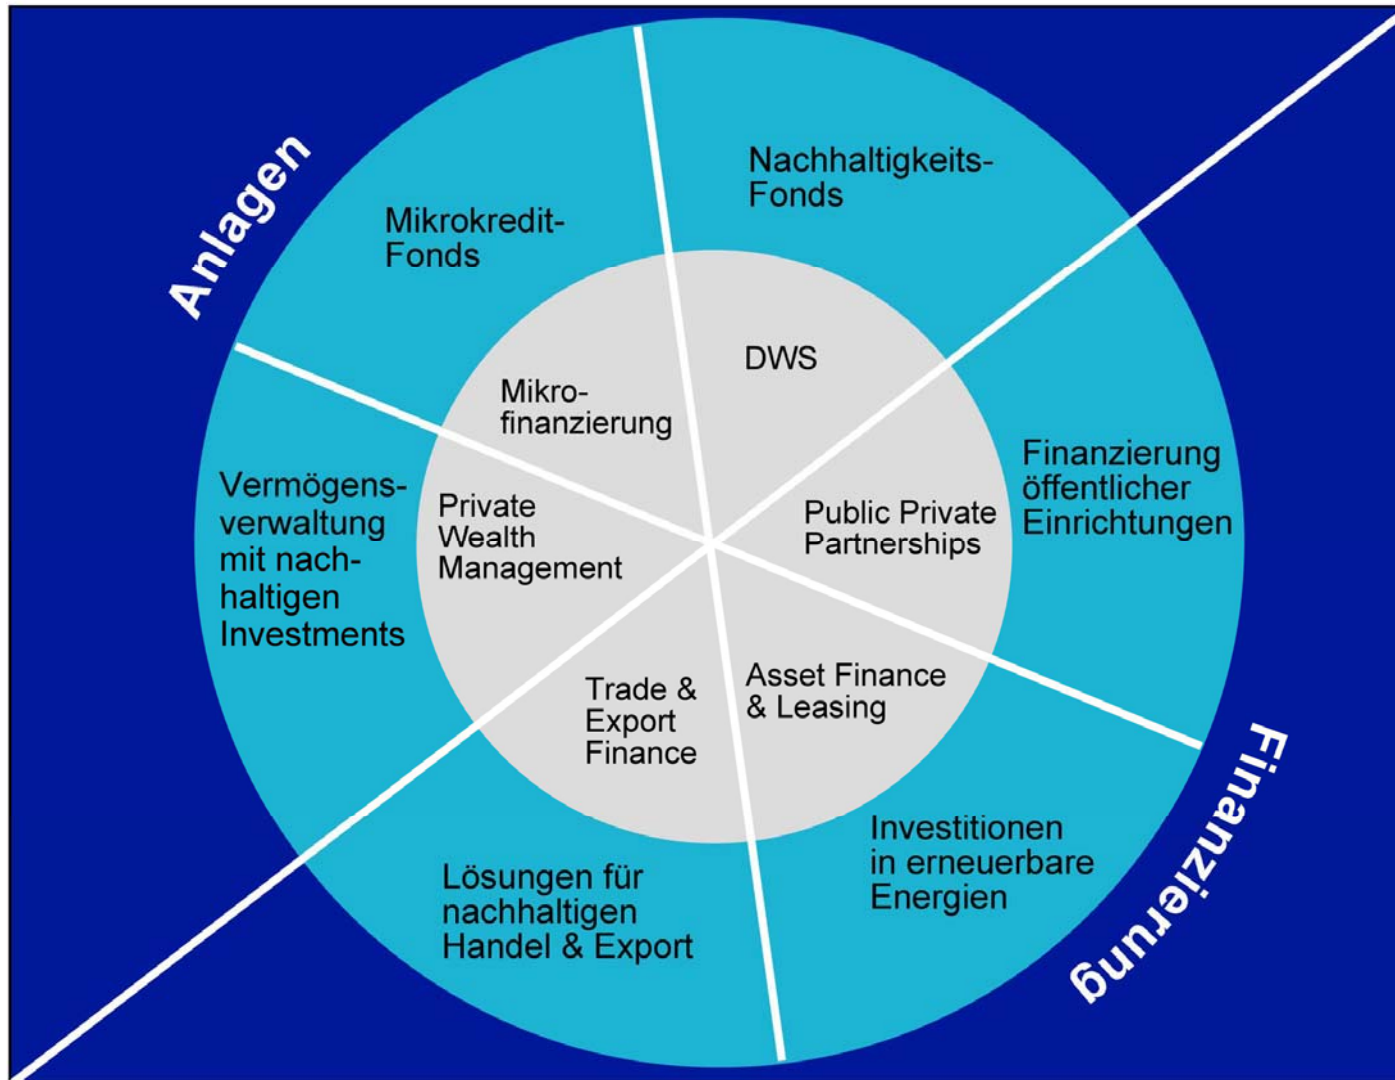 Anlagen
Mikrokredit-
Fonds
Nachhaltigkeits-
Fonds
Mikro-
finanzierung
DWS
Vermögens-
verwaltung
mit nach-
haltigen
Investments
Private
Wealth
Management
Public Private
Partnerships
Finanzierung
öffentlicher
Einrichtungen
Trade &
Export
Finance
Asset Finance
& Leasing
Lösungen für
nachhaltigen
Handel & Export
Investitionen
in erneuerbare
Energien
Finanzierung